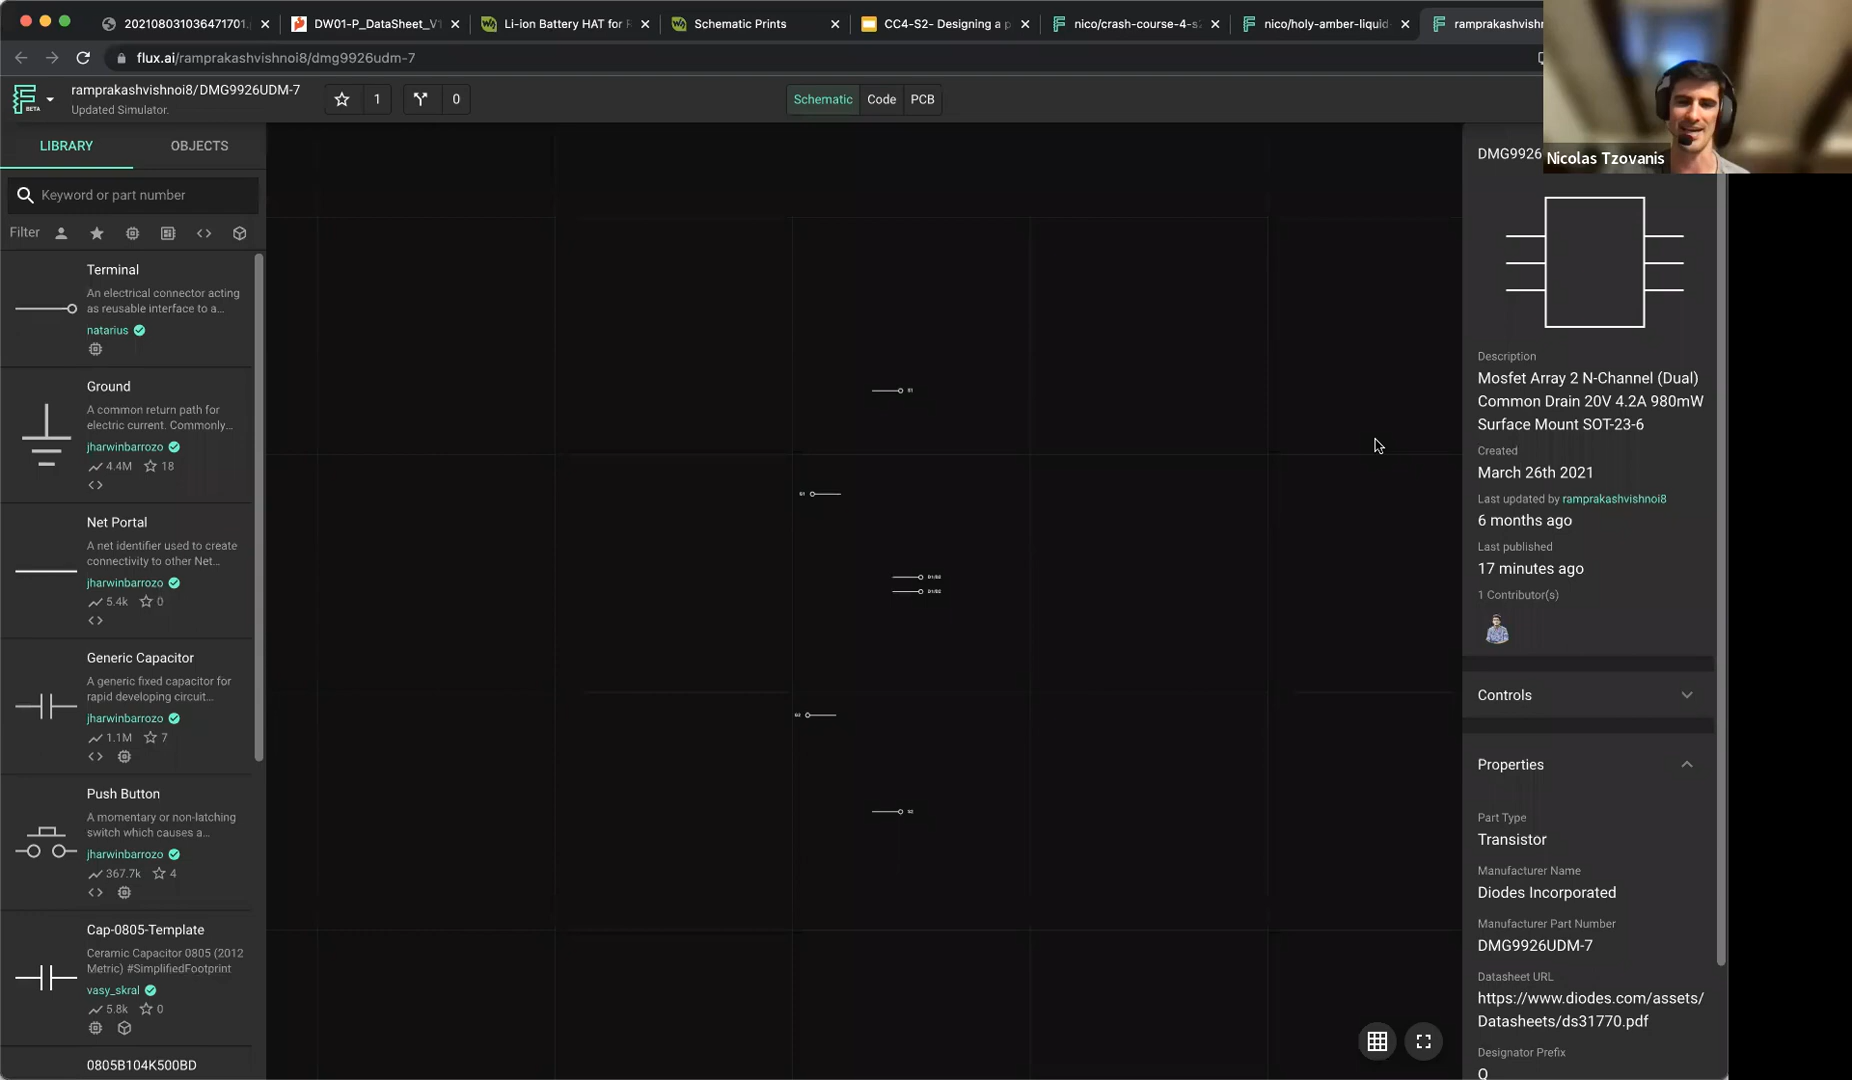 202108031036471701.
DW01-P_DataSheet_V1
Li-ion Battery HAT for R
Schematic Prints
CC4-S2- Designing a p
nico/crash-course-4-s2
nico/holy-amber-liquid-
ramprakashvishn
flux.ai/ramprakashvishnoi8/dmg9926udm-7
BETA
ramprakashvishnoi8/DMG9926UDM-7
Updated Simulator.
1
0
Schematic
Code
PCB
Nicolas Tzovanis
LIBRARY
OBJECTS
Keyword or part number
Filter
Terminal
An electrical connector acting
as reusable interface to a...
natarius
Ground
A common return path for
electric current. Commonly...
jharwinbarrozo
4.4M
18
Net Portal
A net identifier used to create
connectivity to other Net...
jharwinbarrozo
5.4k
0
Generic Capacitor
A generic fixed capacitor for
rapid developing circuit...
jharwinbarrozo
1.1M
7
Push Button
A momentary or non-latching
switch which causes a...
jharwinbarrozo
367.7k
4
Cap-0805-Template
Ceramic Capacitor 0805 (2012
Metric) #SimplifiedFootprint
vasy_skral
5.8k
0
0805B104K500BD
DMG9926
Description
Mosfet Array 2 N-Channel (Dual)
Common Drain 20V 4.2A 980mW
Surface Mount SOT-23-6
Created
March 26th 2021
Last updated by ramprakashvishnoi8
6 months ago
Last published
17 minutes ago
1 Contributor(s)
Controls
Properties
Part Type
Transistor
Manufacturer Name
Diodes Incorporated
Manufacturer Part Number
DMG9926UDM-7
Datasheet URL
https://www.diodes.com/assets/
Datasheets/ds31770.pdf
Designator Prefix
Q